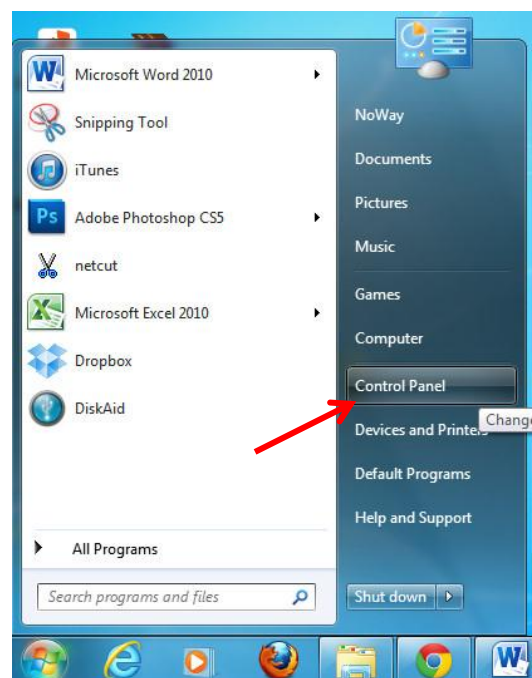 Microsoft Word 2010
Snipping Tool
iTunes
Ps
Adobe Photoshop CS5
netcut
Microsoft Excel 2010
Dropbox
DiskAid
All Programs
Search programs and files
NoWay
Documents
Pictures
Music
Games
Computer
Control Panel
Change
Devices and Printers
Default Programs
Help and Support
Shut down
W